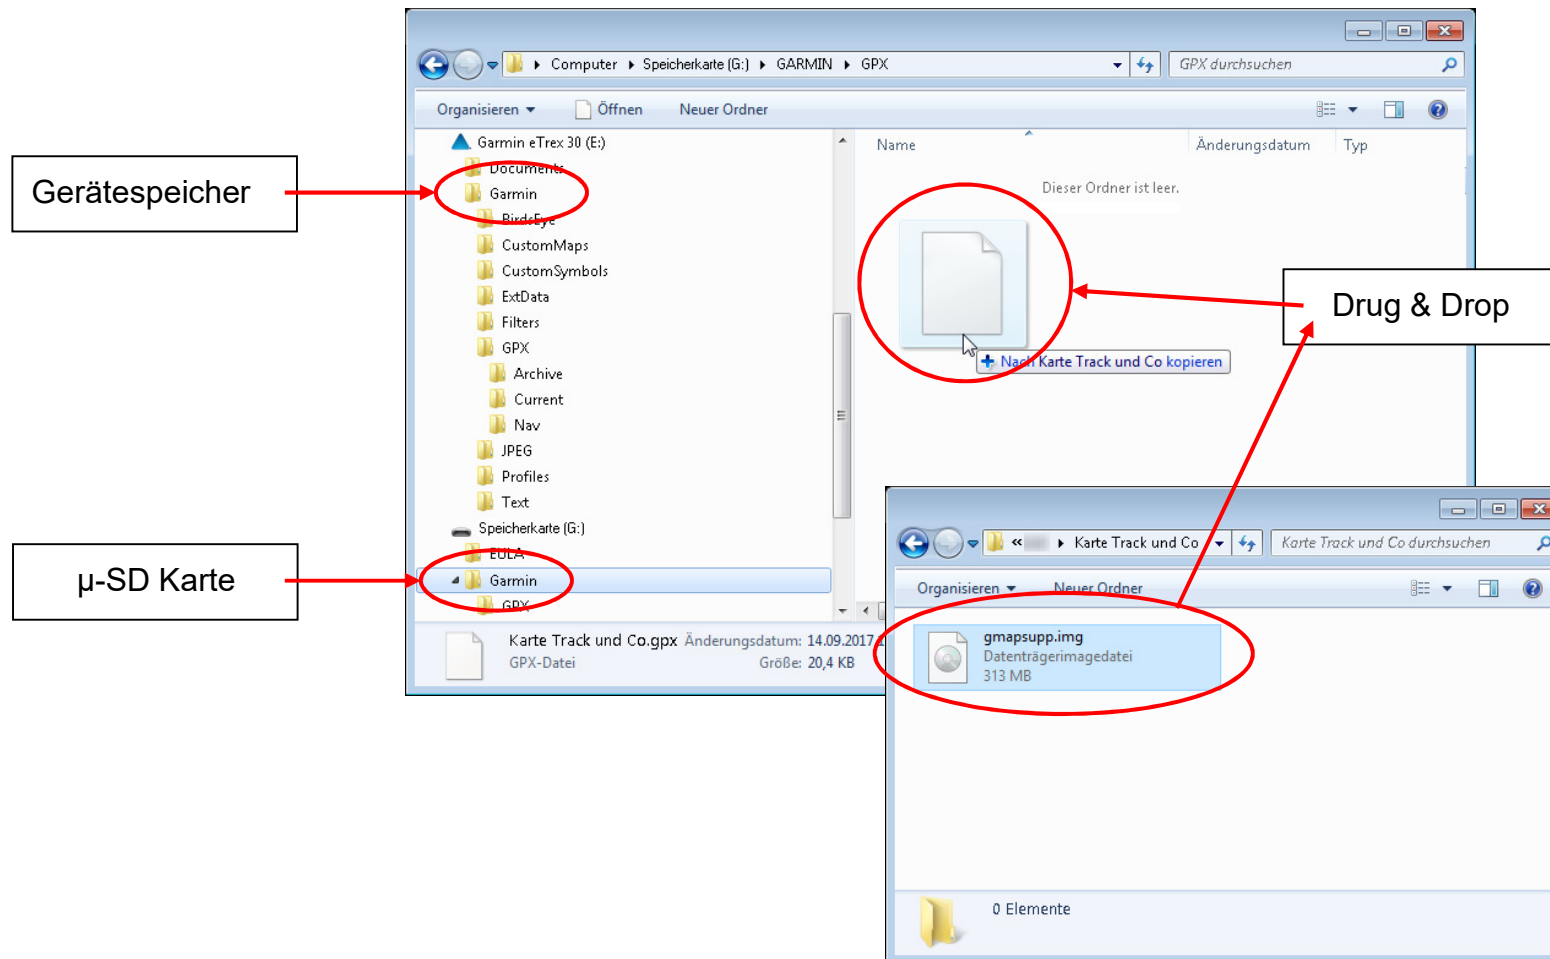 Computer Speicherkarte (G:) GARMIN GPX
GPX durchsuchen
Organisieren Öffnen Neuer Ordner
Garmin eTrex 30 (E:)
Documents
Garmin
BirdsEye
CustomMaps
CustomSymbols
ExtData
Filters
GPX
Archive
Current
Nav
JPEG
Profiles
Text
Speicherkarte (G:)
EULA
Garmin
GPX
Name Änderungsdatum Typ
Dieser Ordner ist leer.
Nach Karte Track und Co kopieren
Karte Track und Co.gpx Änderungsdatum: 14.09.2017
GPX-Datei Größe: 20,4 KB
Gerätespeicher
µ-SD Karte
Drug & Drop
« Karte Track und Co
Karte Track und Co durchsuchen
Organisieren Neuer Ordner
gmapsupp.img
Datenträgerimagedatei
313 MB
0 Elemente